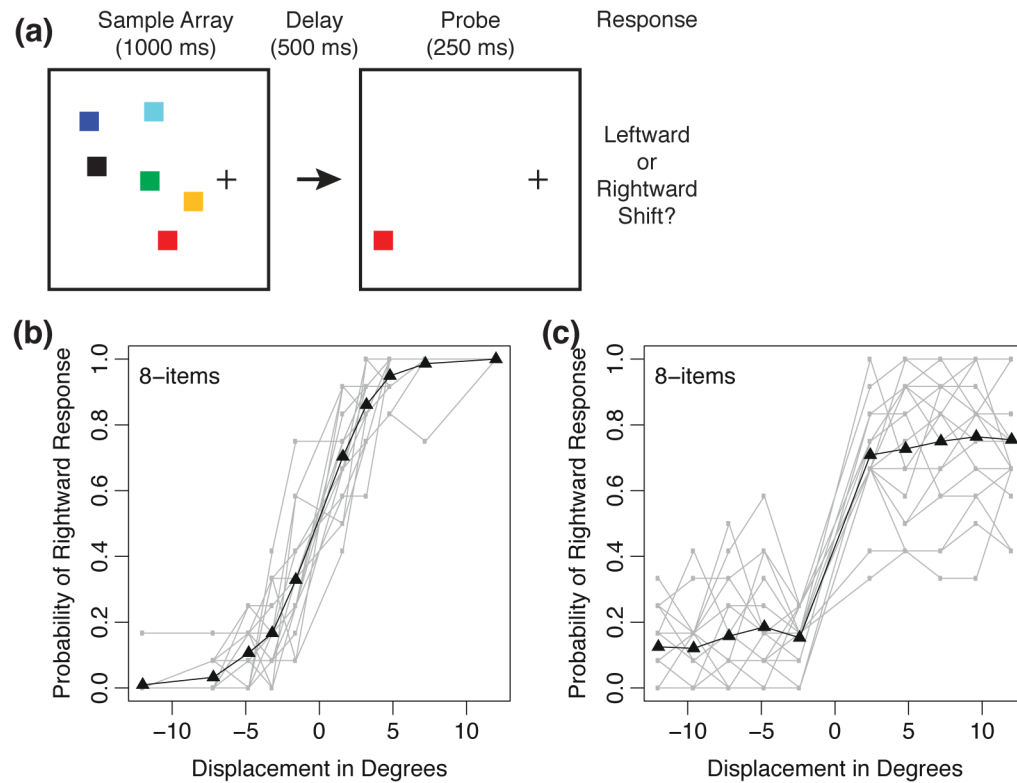 (a)
Sample Array
(1000 ms)
Delay
(500 ms)
Probe
(250 ms)
Response
Leftward
or
Rightward
Shift?
(b)
8−items
Probability of Rightward Response
0.0
0.2
0.4
0.6
0.8
1.0
−10
−5
0
5
10
Displacement in Degrees
(c)
8−items
Probability of Rightward Response
0.0
0.2
0.4
0.6
0.8
1.0
−10
−5
0
5
10
Displacement in Degrees